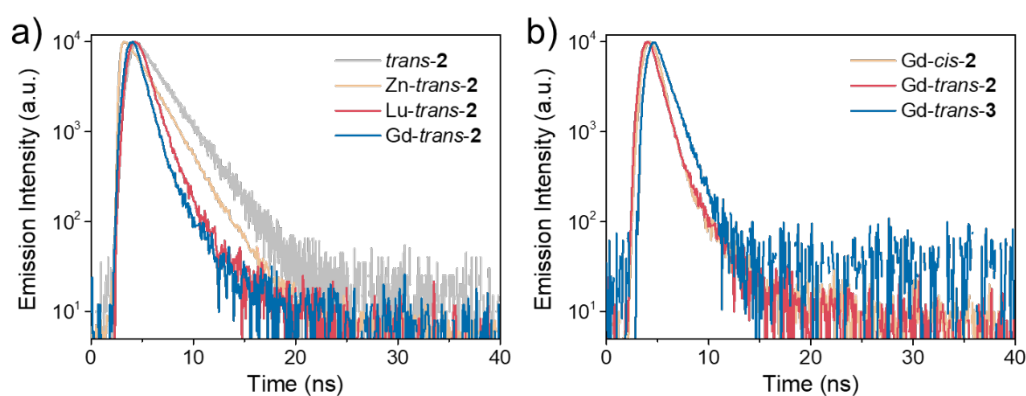 a)
10⁴
10³
10²
10¹
Emission Intensity (a.u.)
trans-2
Zn-trans-2
Lu-trans-2
Gd-trans-2
0 10 20 30 40
Time (ns)
b)
10⁴
10³
10²
10¹
Emission Intensity (a.u.)
Gd-cis-2
Gd-trans-2
Gd-trans-3
0 10 20 30 40
Time (ns)